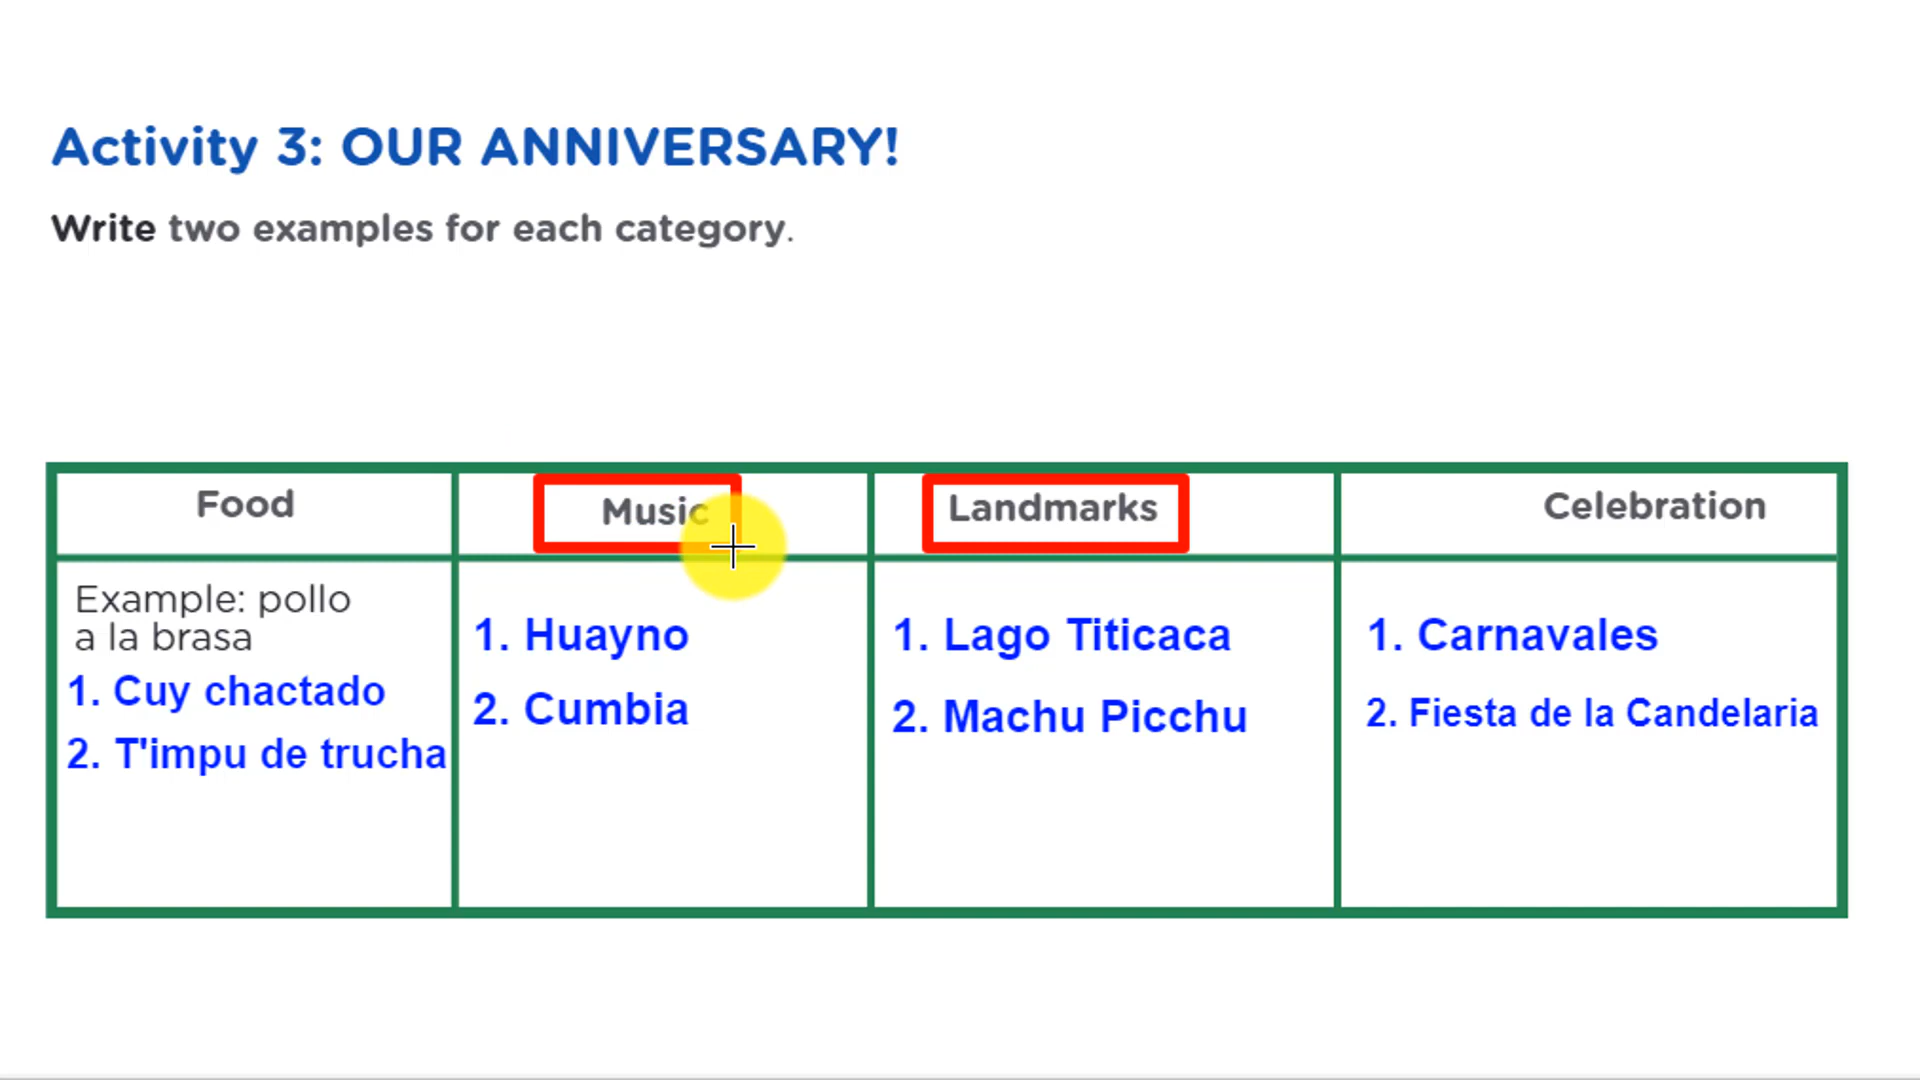 Activity 3: OUR ANNIVERSARY!
Write two examples for each category.
Food
Music
Landmarks
Celebration
Example: pollo
a la brasa
1. Cuy chactado
2. T'impu de trucha
1. Huayno
2. Cumbia
1. Lago Titicaca
2. Machu Picchu
1. Carnavales
2. Fiesta de la Candelaria